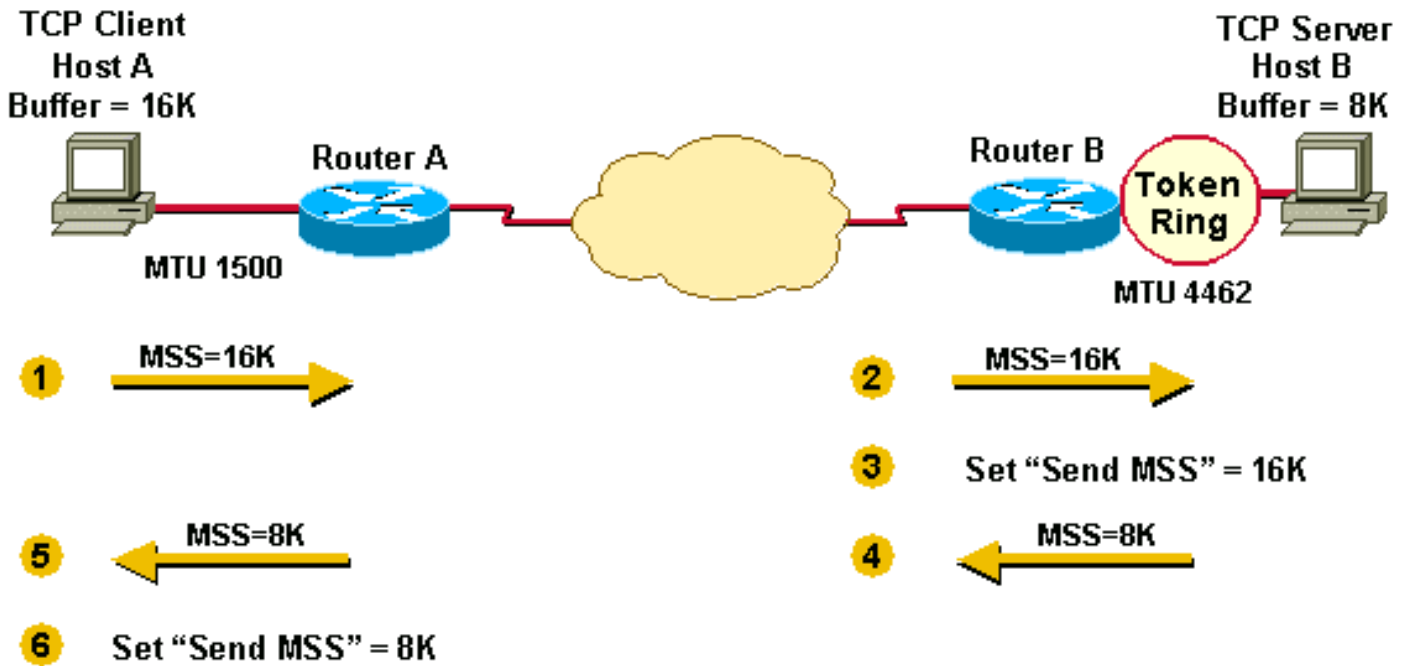 TCP Client
Host A
Buffer = 16K
TCP Server
Host B
Buffer = 8K
Router A
Router B
Token
Ring
MTU 1500
MTU 4462
1 MSS=16K
2 MSS=16K
3 Set “Send MSS” = 16K
5 MSS=8K
4 MSS=8K
6 Set “Send MSS” = 8K